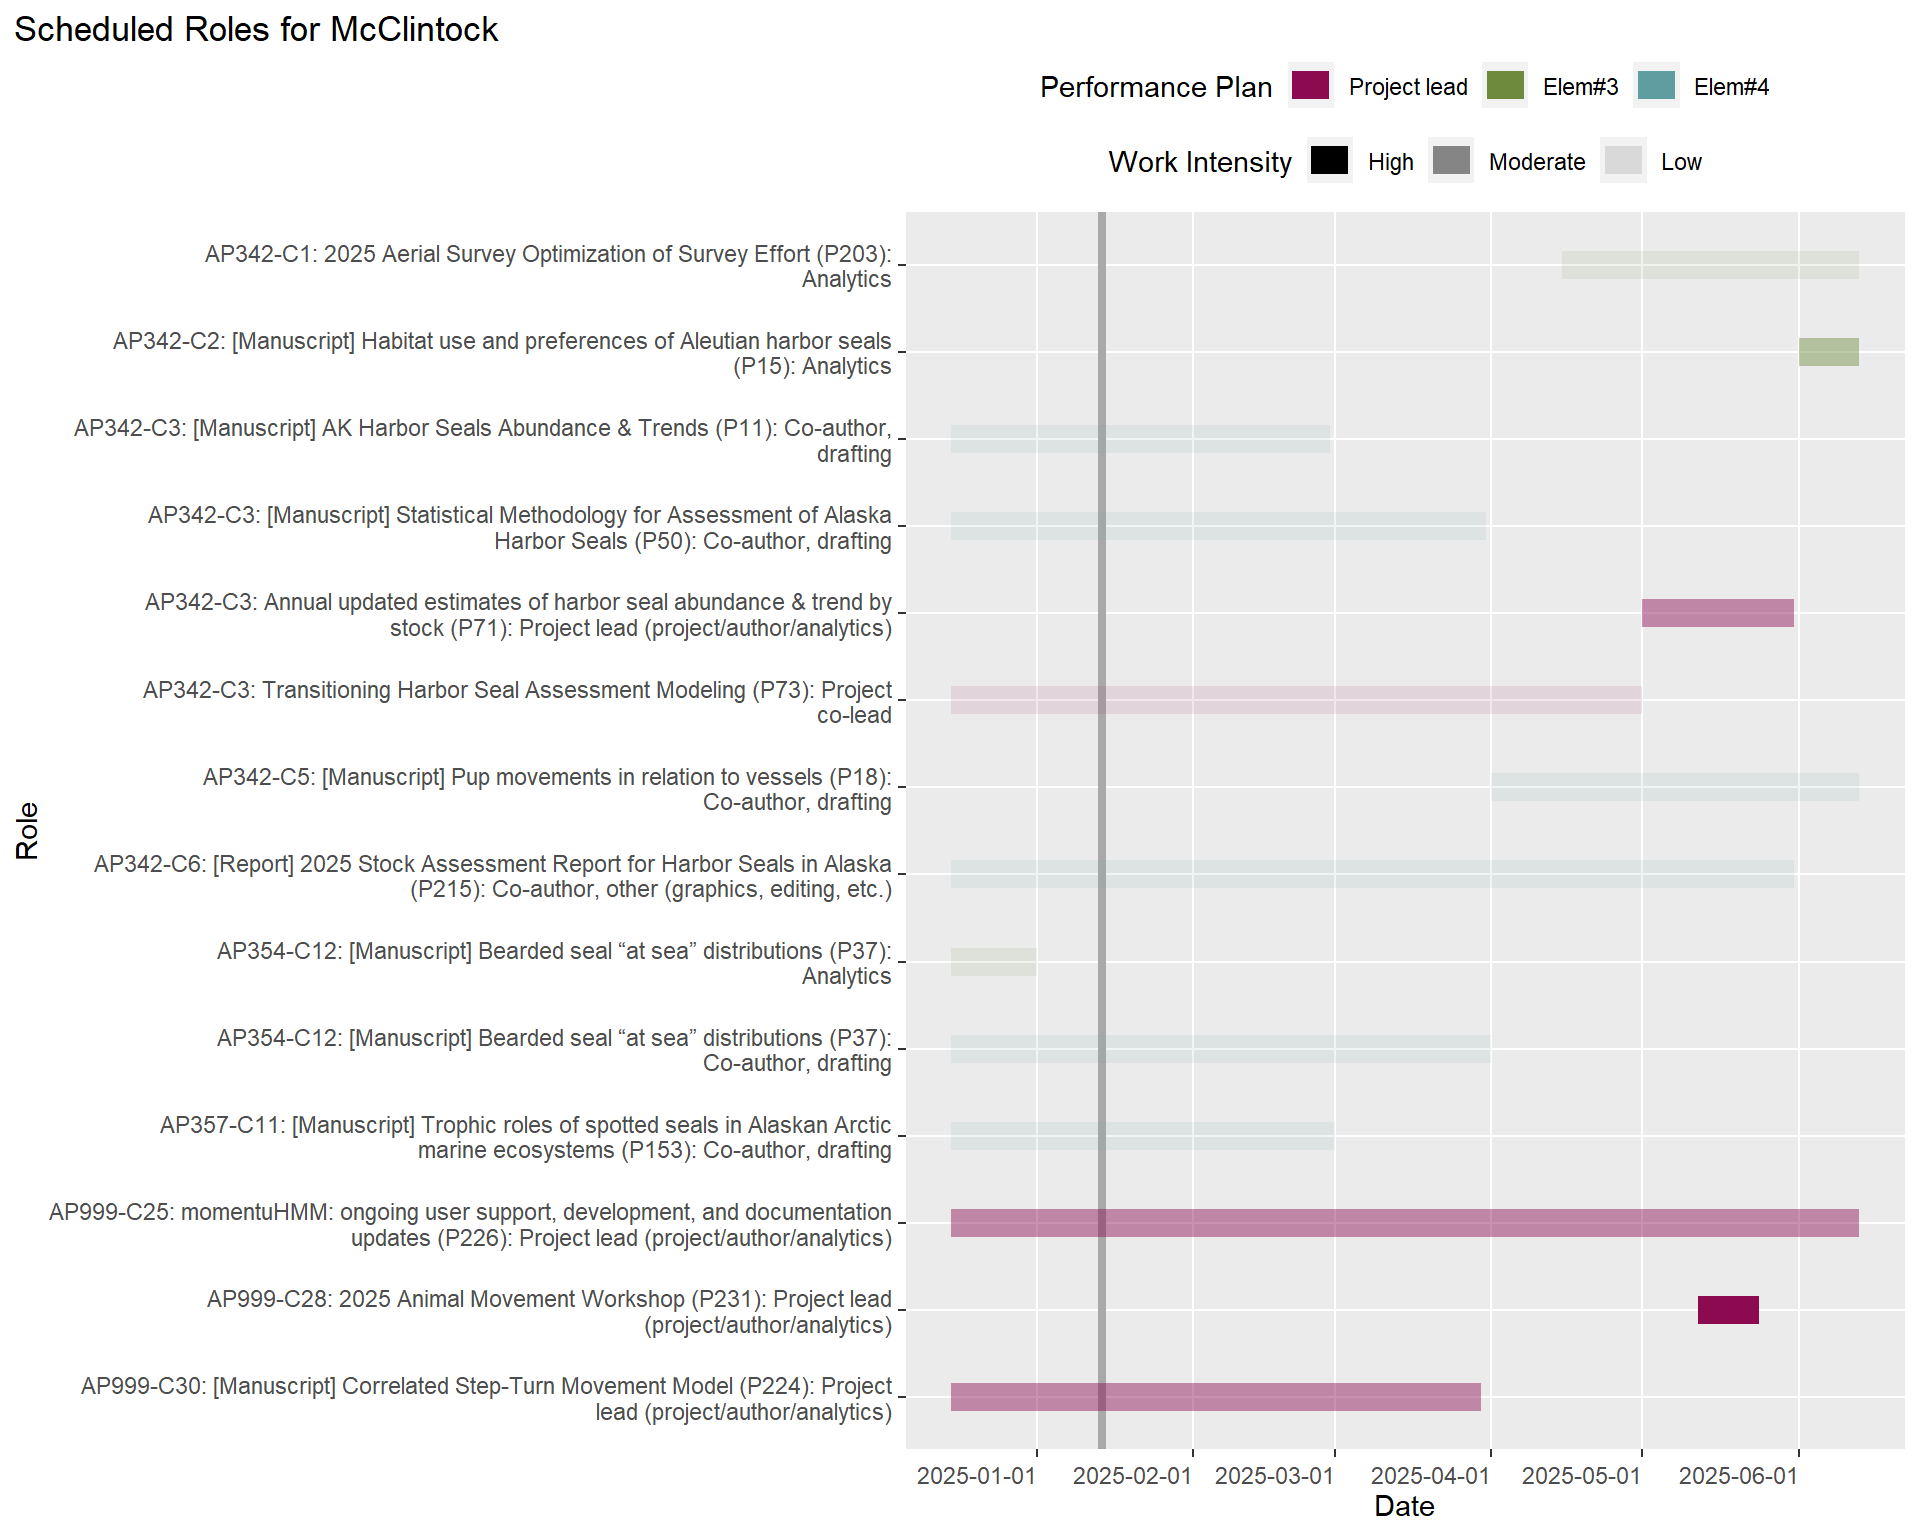 Scheduled Roles for McClintock
Performance Plan Project lead Elem#3 Elem#4
Work Intensity High Moderate Low
AP342-C1: 2025 Aerial Survey Optimization of Survey Effort (P203):
Analytics
AP342-C2: [Manuscript] Habitat use and preferences of Aleutian harbor seals
(P15): Analytics
AP342-C3: [Manuscript] AK Harbor Seals Abundance & Trends (P11): Co-author,
drafting
AP342-C3: [Manuscript] Statistical Methodology for Assessment of Alaska
Harbor Seals (P50): Co-author, drafting
AP342-C3: Annual updated estimates of harbor seal abundance & trend by
stock (P71): Project lead (project/author/analytics)
AP342-C3: Transitioning Harbor Seal Assessment Modeling (P73): Project
co-lead
AP342-C5: [Manuscript] Pup movements in relation to vessels (P18):
Co-author, drafting
AP342-C6: [Report] 2025 Stock Assessment Report for Harbor Seals in Alaska
(P215): Co-author, other (graphics, editing, etc.)
AP354-C12: [Manuscript] Bearded seal “at sea” distributions (P37):
Analytics
AP354-C12: [Manuscript] Bearded seal “at sea” distributions (P37):
Co-author, drafting
AP357-C11: [Manuscript] Trophic roles of spotted seals in Alaskan Arctic
marine ecosystems (P153): Co-author, drafting
AP999-C25: momentuHMM: ongoing user support, development, and documentation
updates (P226): Project lead (project/author/analytics)
AP999-C28: 2025 Animal Movement Workshop (P231): Project lead
(project/author/analytics)
AP999-C30: [Manuscript] Correlated Step-Turn Movement Model (P224): Project
lead (project/author/analytics)
Role
2025-01-01 2025-02-01 2025-03-01 2025-04-01 2025-05-01 2025-06-01
Date